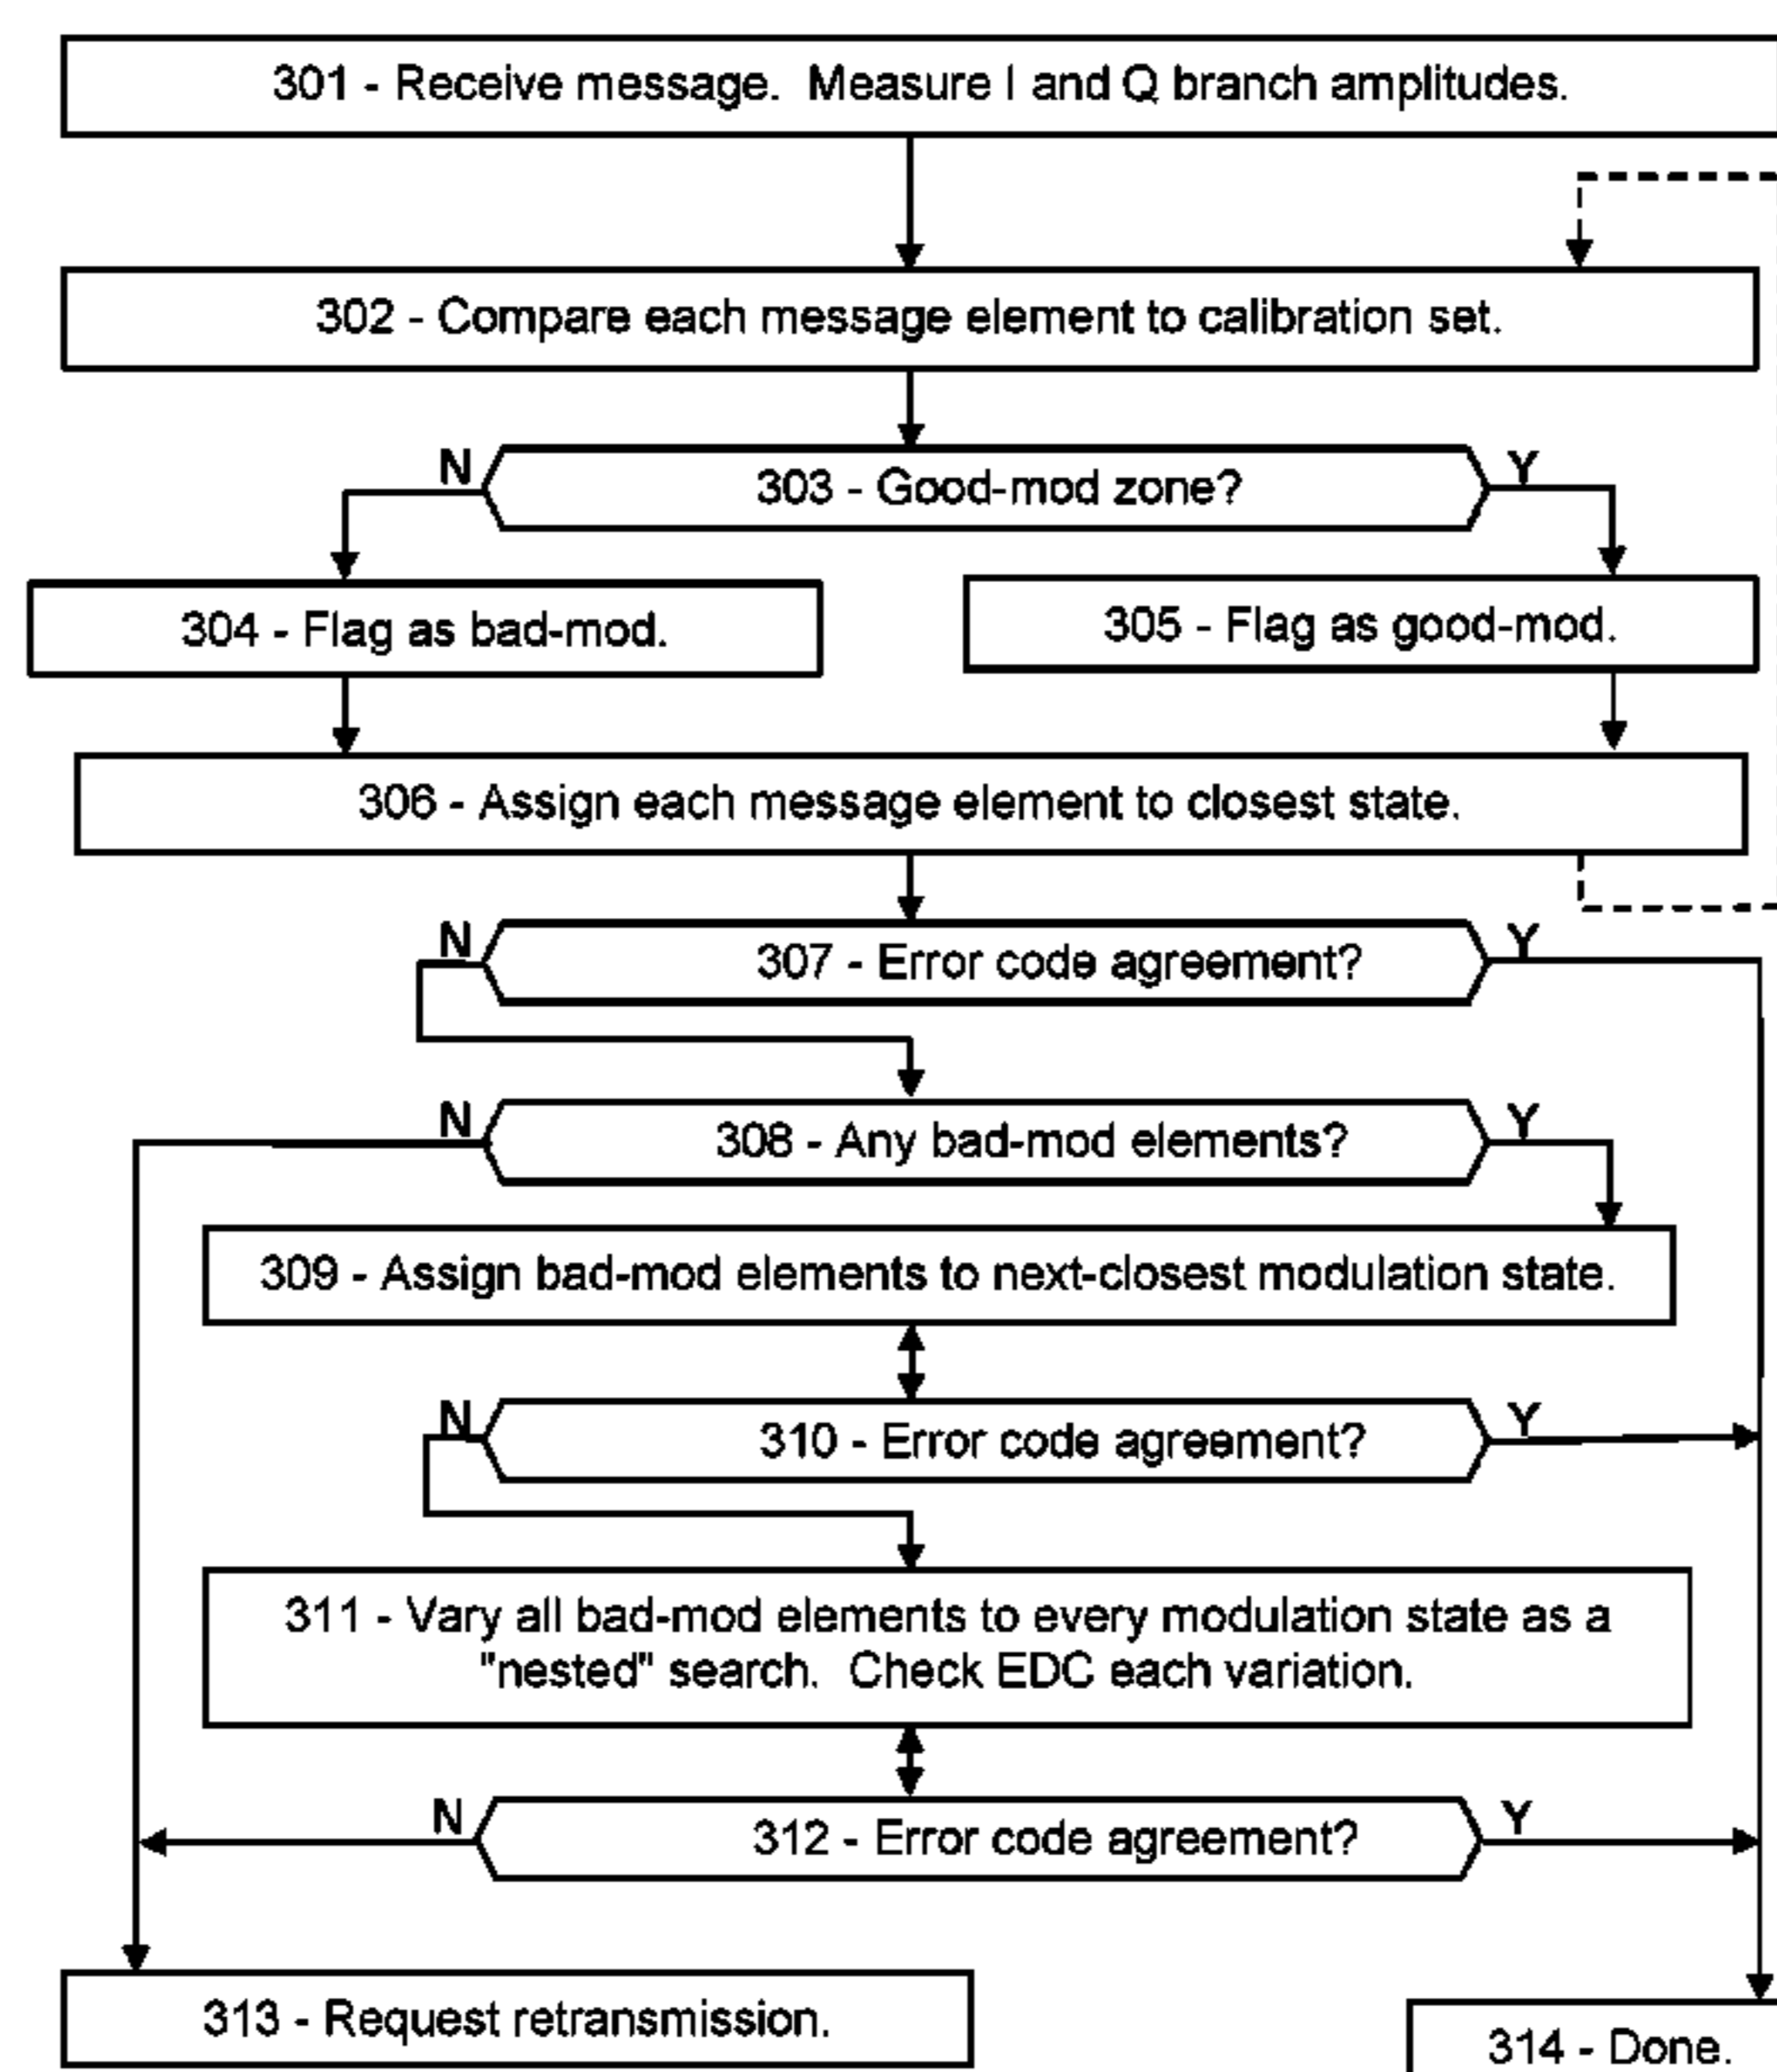 301 - Receive message.  Measure I and Q branch amplitudes.
302 - Compare each message element to calibration set.
N
303 - Good-mod zone?
Y
304 - Flag as bad-mod.
305 - Flag as good-mod.
306 - Assign each message element to closest state.
N
307 - Error code agreement?
Y
N
308 - Any bad-mod elements?
Y
309 - Assign bad-mod elements to next-closest modulation state.
N
310 - Error code agreement?
Y
311 - Vary all bad-mod elements to every modulation state as a
"nested" search.  Check EDC each variation.
N
312 - Error code agreement?
Y
313 - Request retransmission.
314 - Done.